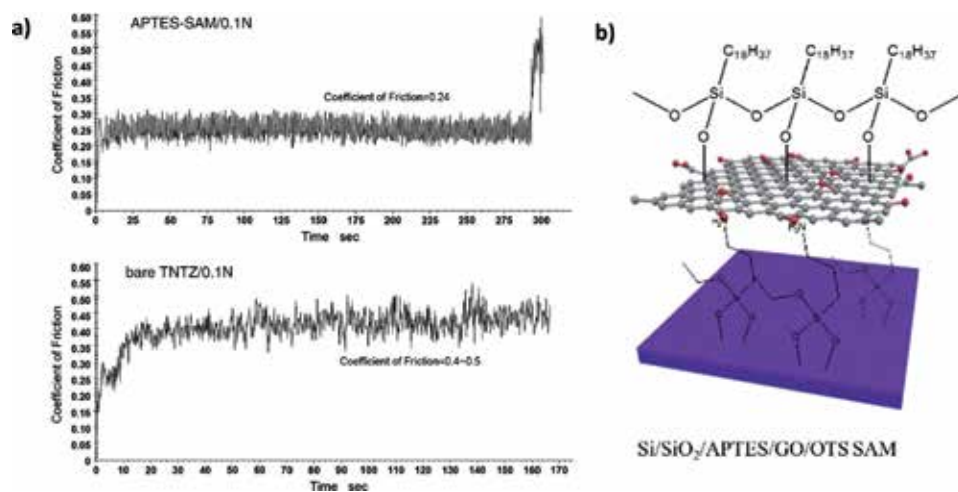 a)
APTES-SAM/0.1N
Coefficient of Friction
0.60
0.55
0.50
0.45
0.40
0.35
0.30
0.25
0.20
0.15
0.10
0.05
0
Coefficient of Friction=0.24
0 25 50 75 100 125 150 175 200 225 250 275 300
Time sec
bare TNTZ/0.1N
Coefficient of Friction
0.60
0.55
0.50
0.45
0.40
0.35
0.30
0.25
0.20
0.15
0.10
0.05
0.00
Coefficient of Friction=0.4~0.5
0 10 20 30 40 50 60 70 80 90 100 110 120 130 140 150 160 170
Time sec
b)
C₁₈H₃₇ C₁₈H₃₇ C₁₈H₃₇
Si Si Si
O O O O
O O O
Si/SiO₂/APTES/GO/OTS SAM